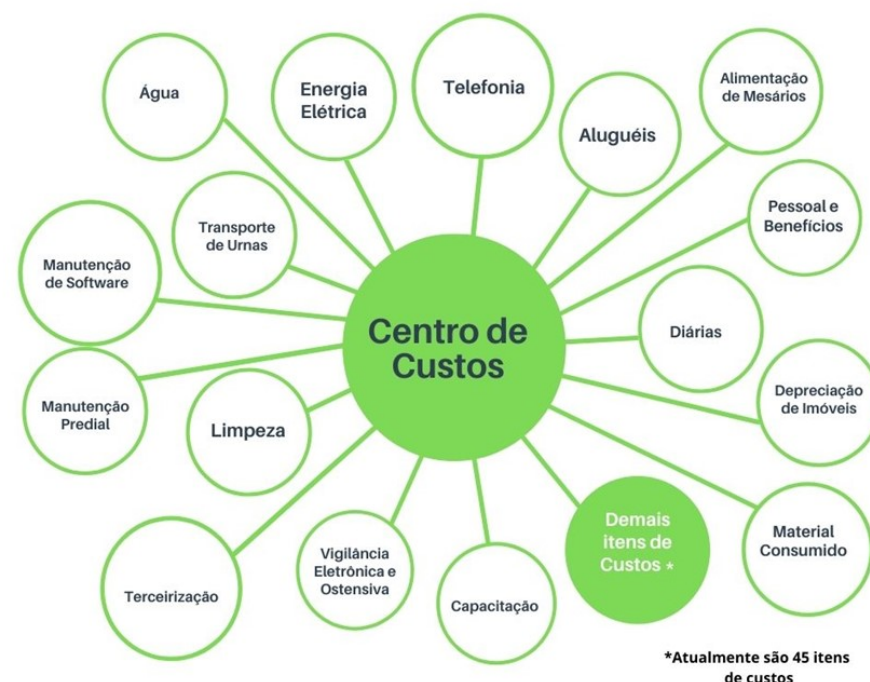 Água
Energia
Elétrica
Telefonia
Aluguéis
Alimentação
de Mesários
Transporte
de Urnas
Pessoal e
Benefícios
Manutenção
de Software
Centro de
Custos
Diárias
Manutenção
Predial
Limpeza
Depreciação
de Imóveis
Terceirização
Vigilância
Eletrônica e
Ostensiva
Capacitação
Demais
itens de
Custos *
Material
Consumido
*Atualmente são 45 itens
de custos